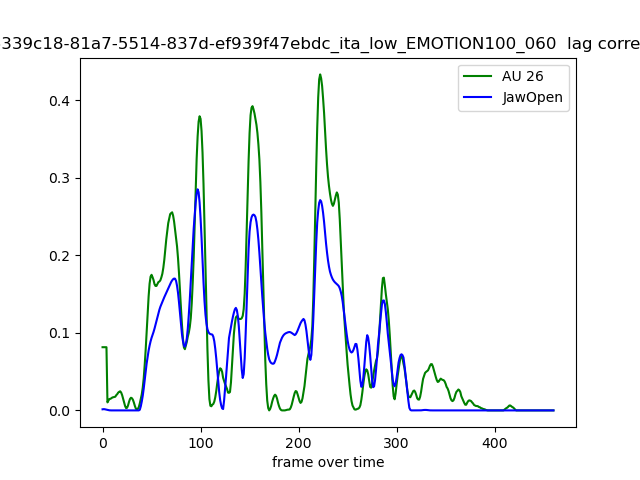 339c18-81a7-5514-837d-ef939f47ebdc_ita_low_EMOTION100_060 lag corre
AU 26
JawOpen
0.4
0.3
0.2
0.1
0.0
0 100 200 300 400
frame over time